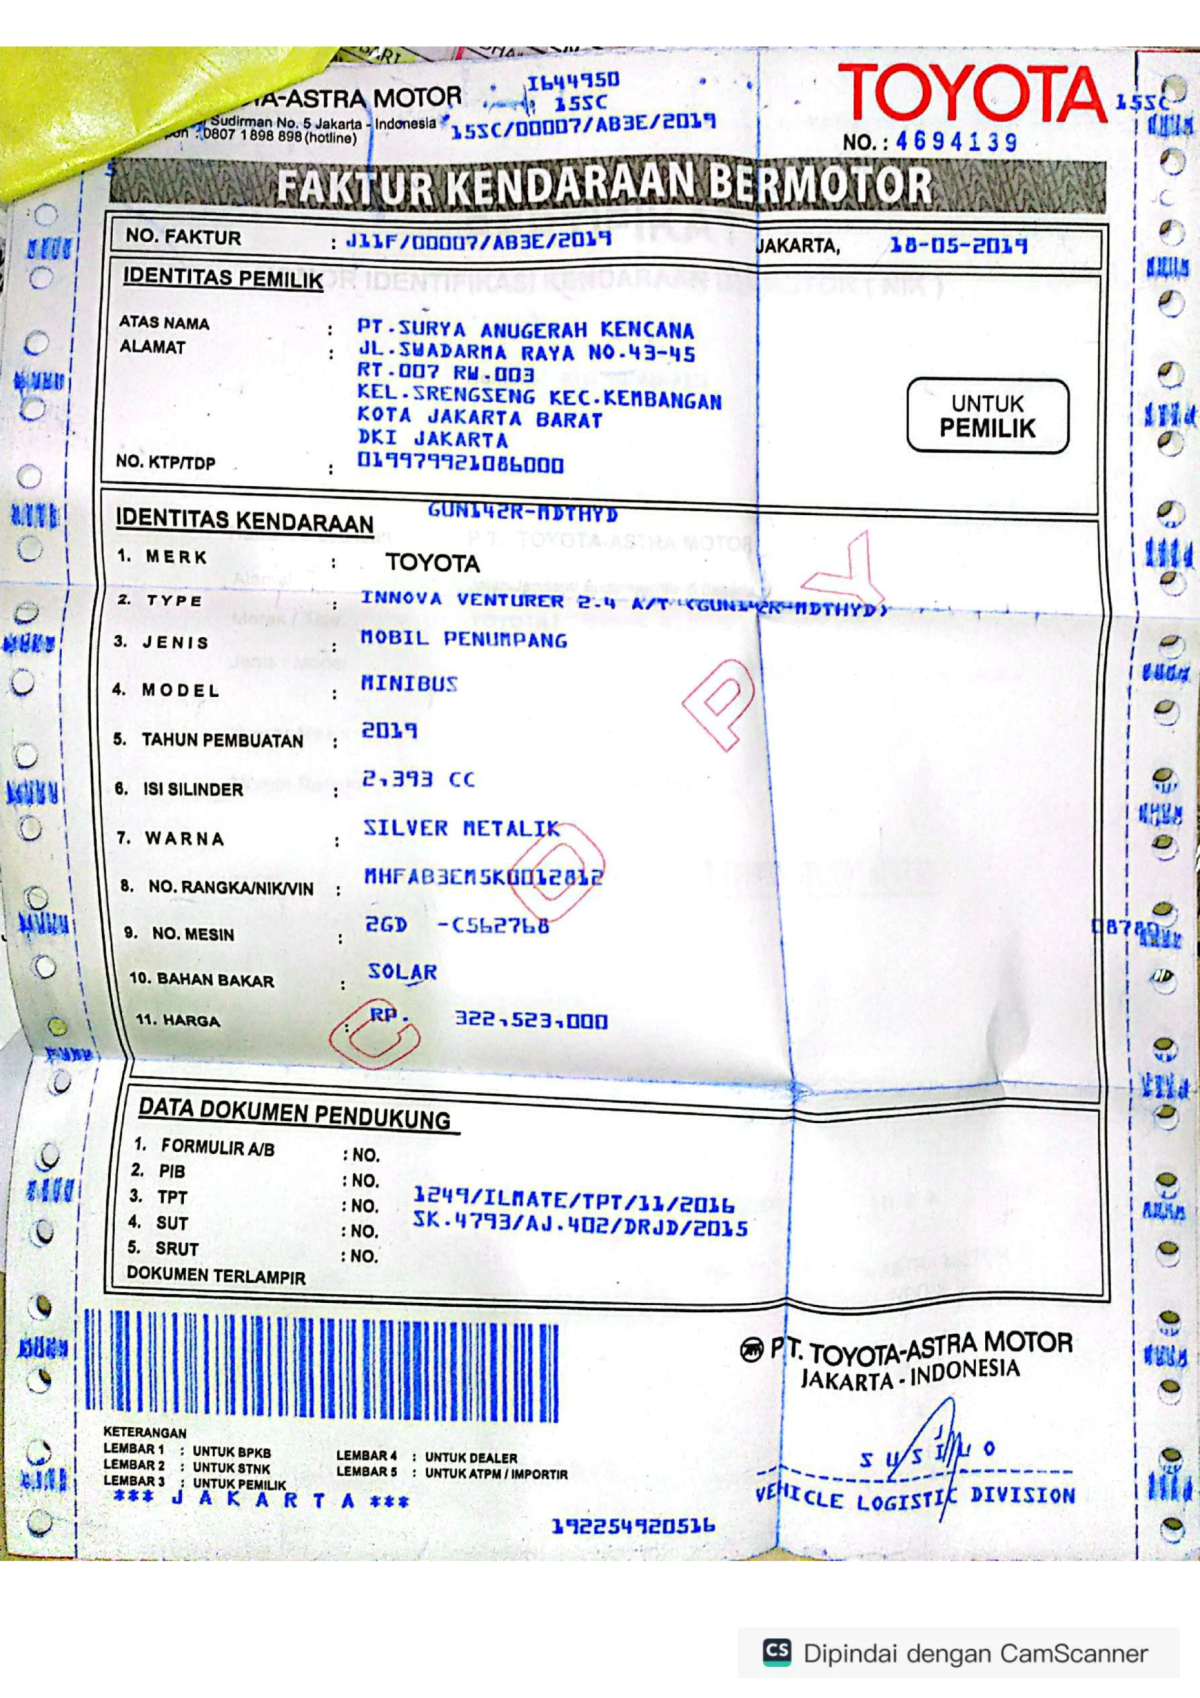 I644950
TA-ASTRA MOTOR
15SC
TOYOTA
15SC
Sudirman No. 5 Jakarta - Indonesia
: 0807 1 898 898 (hotline)
15SC/00007/AB3E/2019
NO. : 4694139
FAKTUR KENDARAAN BERMOTOR
NO. FAKTUR : J11F/00007/AB3E/2019 JAKARTA, 18-05-2019
IDENTITAS PEMILIK
ATAS NAMA : PT.SURYA ANUGERAH KENCANA
ALAMAT : JL.SWADARMA RAYA NO.43-45
RT.007 RW.003
KEL.SRENGSENG KEC.KEMBANGAN
KOTA JAKARTA BARAT
DKI JAKARTA
UNTUK
PEMILIK
NO. KTP/TDP : 019979921086000
GUN142R-MDTHYD
IDENTITAS KENDARAAN
1. MERK : TOYOTA
2. TYPE : INNOVA VENTURER 2.4 A/T (GUN142R-MDTHYD)
3. JENIS : MOBIL PENUMPANG
4. MODEL : MINIBUS
5. TAHUN PEMBUATAN : 2019
6. ISI SILINDER : 2,393 CC
7. WARNA : SILVER METALIK
8. NO. RANGKA/NIK/VIN : MHFAB3EM5K0012812
9. NO. MESIN : 2GD -C562768
10. BAHAN BAKAR : SOLAR
11. HARGA : RP. 322,523,000
COPY
DATA DOKUMEN PENDUKUNG
1. FORMULIR A/B : NO.
2. PIB : NO.
3. TPT : NO. 1249/ILMATE/TPT/11/2016
4. SUT : NO. SK.4793/AJ.402/DRJD/2015
5. SRUT : NO.
DOKUMEN TERLAMPIR
PT. TOYOTA-ASTRA MOTOR
JAKARTA - INDONESIA
KETERANGAN
LEMBAR 1 : UNTUK BPKB
LEMBAR 2 : UNTUK STNK
LEMBAR 3 : UNTUK PEMILIK
LEMBAR 4 : UNTUK DEALER
LEMBAR 5 : UNTUK ATPM / IMPORTIR
*** J A K A R T A ***
VEHICLE LOGISTIC DIVISION
192254920516
CS Dipindai dengan CamScanner